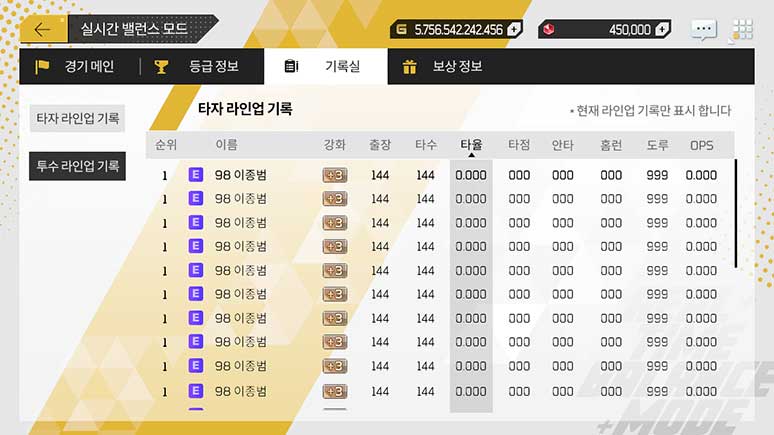 실시간 밸런스 모드 G 5.756.542.242.456 + 450,000 +
경기 메인 등급 정보 기록실 보상 정보
타자 라인업 기록
타자 라인업 기록 * 현재 라인업 기록만 표시 합니다
투수 라인업 기록
순위 이름 강화 출장 타수 타율 타점 안타 홈런 도루 OPS
1 E 98 이종범 +3 144 144 0.000 000 000 000 999 0.000
1 E 98 이종범 +3 144 144 0.000 000 000 000 999 0.000
1 E 98 이종범 +3 144 144 0.000 000 000 000 999 0.000
1 E 98 이종범 +3 144 144 0.000 000 000 000 999 0.000
1 E 98 이종범 +3 144 144 0.000 000 000 000 999 0.000
1 E 98 이종범 +3 144 144 0.000 000 000 000 999 0.000
1 E 98 이종범 +3 144 144 0.000 000 000 000 999 0.000
1 E 98 이종범 +3 144 144 0.000 000 000 000 999 0.000
1 E 98 이종범 +3 144 144 0.000 000 000 000 999 0.000
1 E 98 이종범 +3 144 144 0.000 000 000 000 999 0.000
TIME
BALANCE
+MODE